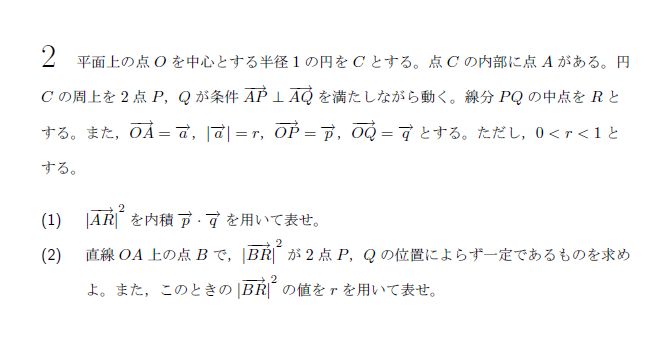 2 平面上の点 O を中心とする半径 1 の円を C とする。点 C の内部に点 A がある。円
C の周上を 2 点 P，Q が条件 $\overrightarrow{AP} \perp \overrightarrow{AQ}$ を満たしながら動く。線分 PQ の中点を R と
する。また，$\overrightarrow{OA} = \overrightarrow{a}$，$|\overrightarrow{a}| = r$，$\overrightarrow{OP} = \overrightarrow{p}$，$\overrightarrow{OQ} = \overrightarrow{q}$ とする。ただし，0 < r < 1 と
する。
(1) $|\overrightarrow{AR}|^2$ を内積 $\overrightarrow{p} \cdot \overrightarrow{q}$ を用いて表せ。
(2) 直線 OA 上の点 B で，$|\overrightarrow{BR}|^2$ が 2 点 P，Q の位置によらず一定であるものを求め
よ。また，このときの $|\overrightarrow{BR}|^2$ の値を r を用いて表せ。